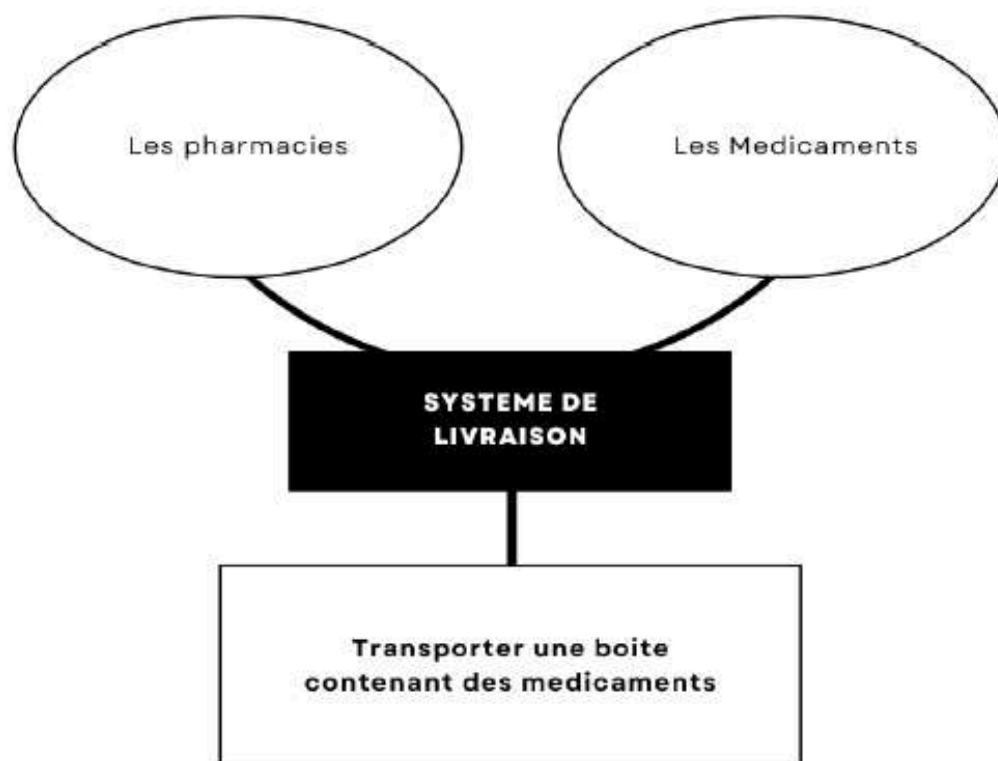 Les pharmacies
Les Medicaments
SYSTEME DE
LIVRAISON
Transporter une boite
contenant des medicaments